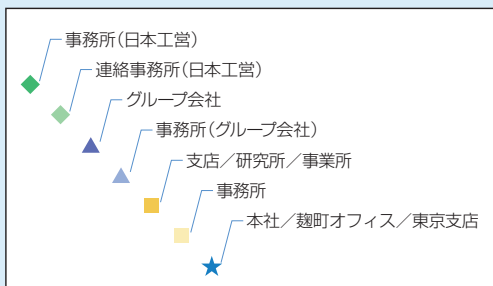 事務所（日本工営）
連絡事務所（日本工営）
グループ会社
事務所（グループ会社）
支店／研究所／事業所
事務所
本社／麹町オフィス／東京支店